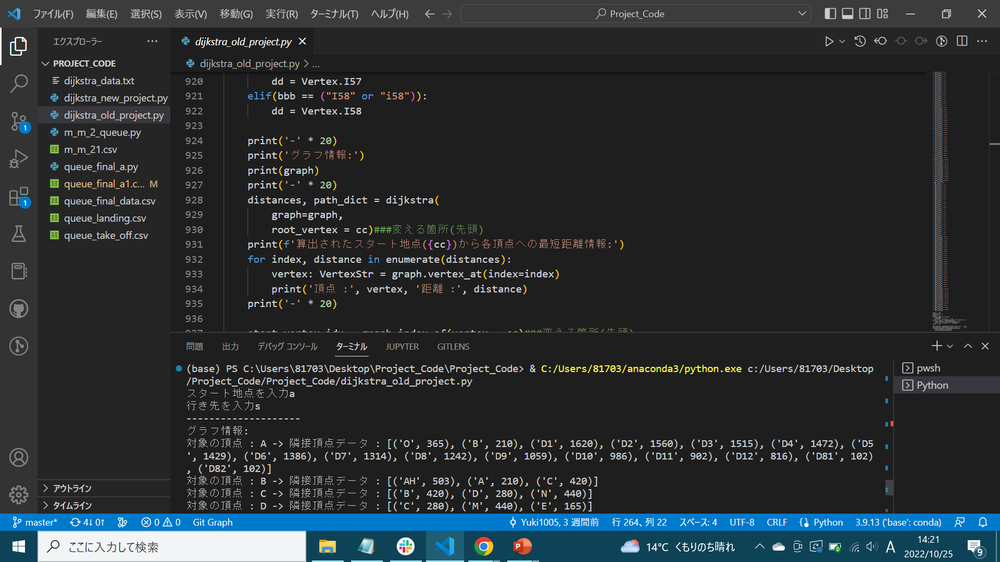 ファイル(F) 編集(E) 選択(S) 表示(V) 移動(G) 実行(R) ターミナル(T) ヘルプ(H) Project_Code
エクスプローラー
PROJECT_CODE
dijkstra_data.txt
dijkstra_new_project.py
dijkstra_old_project.py
m_m_2_queue.py
m_m_21.csv
queue_final_a.py
queue_final_a1.c... M
queue_final_data.csv
queue_landing.csv
queue_take_off.csv
アウトライン
タイムライン
1
1
dijkstra_old_project.py
dijkstra_old_project.py > ...
920 dd = Vertex.I57
921 elif(bbb == ("I58" or "i58")):
922 dd = Vertex.I58
923
924 print('-' * 20)
925 print('グラフ情報:')
926 print(graph)
927 print('-' * 20)
928 distances, path_dict = dijkstra(
929 graph=graph,
930 root_vertex = cc)###変える箇所(先頭)
931 print(f'算出されたスタート地点({cc})から各頂点への最短距離情報:')
932 for index, distance in enumerate(distances):
933 vertex: VertexStr = graph.vertex_at(index=index)
934 print('頂点 :', vertex, '距離 :', distance)
935 print('-' * 20)
936
問題 出力 デバッグ コンソール ターミナル JUPYTER GITLENS
(base) PS C:\Users\81703\Desktop\Project_Code\Project_Code> & C:/Users/81703/anaconda3/python.exe c:/Users/81703/Desktop
/Project_Code/Project_Code/dijkstra_old_project.py
スタート地点を入力a
行き先を入力s
--------------------
グラフ情報:
対象の頂点 : A -> 隣接頂点データ : [('O', 365), ('B', 210), ('D1', 1620), ('D2', 1560), ('D3', 1515), ('D4', 1472), ('D5
', 1429), ('D6', 1386), ('D7', 1314), ('D8', 1242), ('D9', 1059), ('D10', 986), ('D11', 902), ('D12', 816), ('D81', 102)
, ('D82', 102)]
対象の頂点 : B -> 隣接頂点データ : [('AH', 503), ('A', 210), ('C', 420)]
対象の頂点 : C -> 隣接頂点データ : [('B', 420), ('D', 280), ('N', 440)]
対象の頂点 : D -> 隣接頂点データ : [('C', 280), ('M', 440), ('E', 165)]
pwsh
Python
master* 4↓ 0↑ 0 0 Git Graph Yuki1005, 3 週間前 行 264、列 22 スペース: 4 UTF-8 CRLF Python 3.9.13 ('base': conda)
ここに入力して検索
14°C くもりのち晴れ
A
14:21
2022/10/25
9